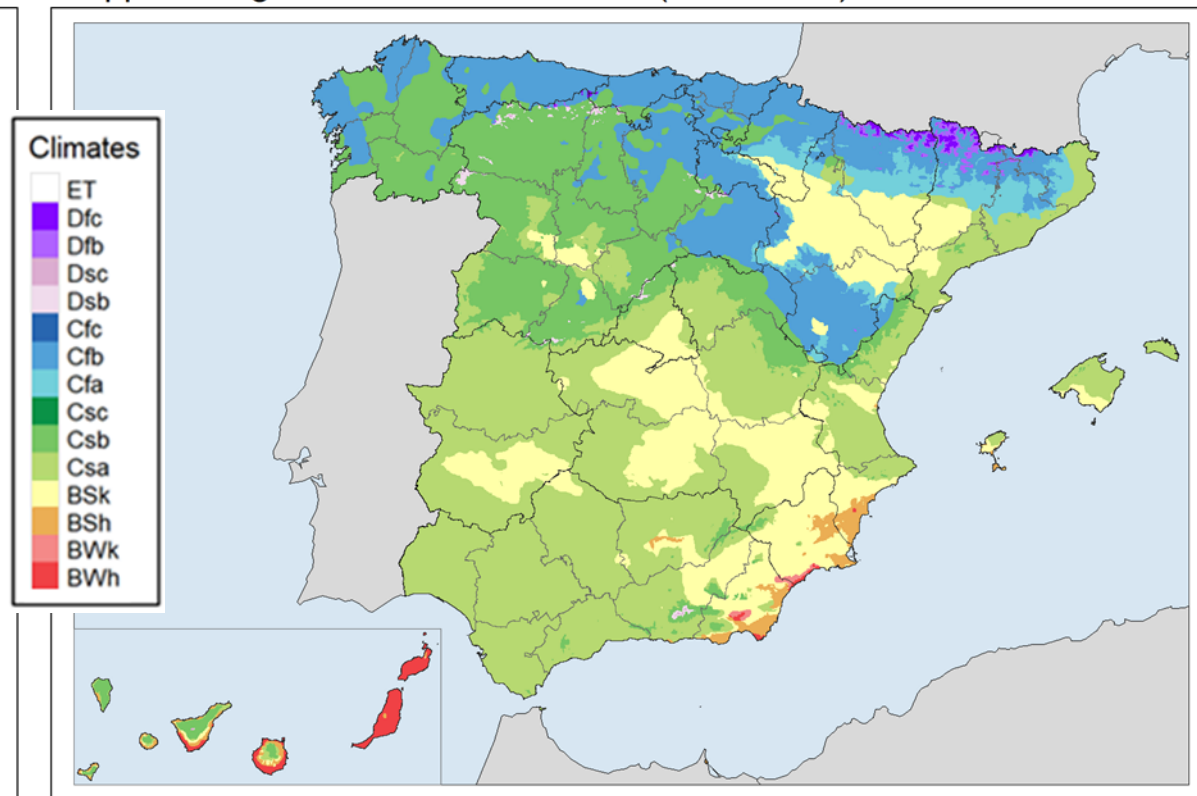 Climates
ET
Dfc
Dfb
Dsc
Dsb
Cfc
Cfb
Cfa
Csc
Csb
Csa
BSk
BSh
BWk
BWh